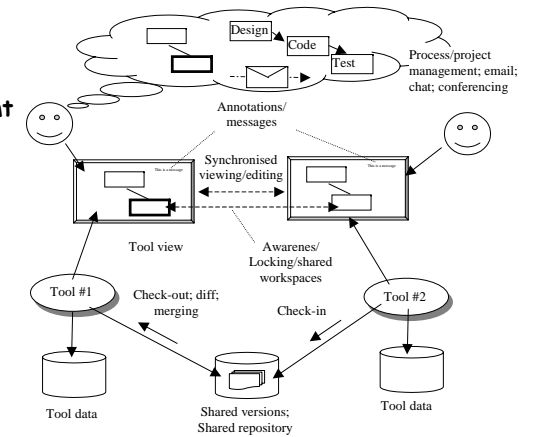 Design
Code
Test
Process/project
management; email;
chat; conferencing
Annotations/
messages
This is a message
This is a message
Synchronised
viewing/editing
Tool view
Awarenes/
Locking/shared
workspaces
Tool #1
Check-out; diff;
merging
Check-in
Tool #2
Tool data
Shared versions;
Shared repository
Tool data